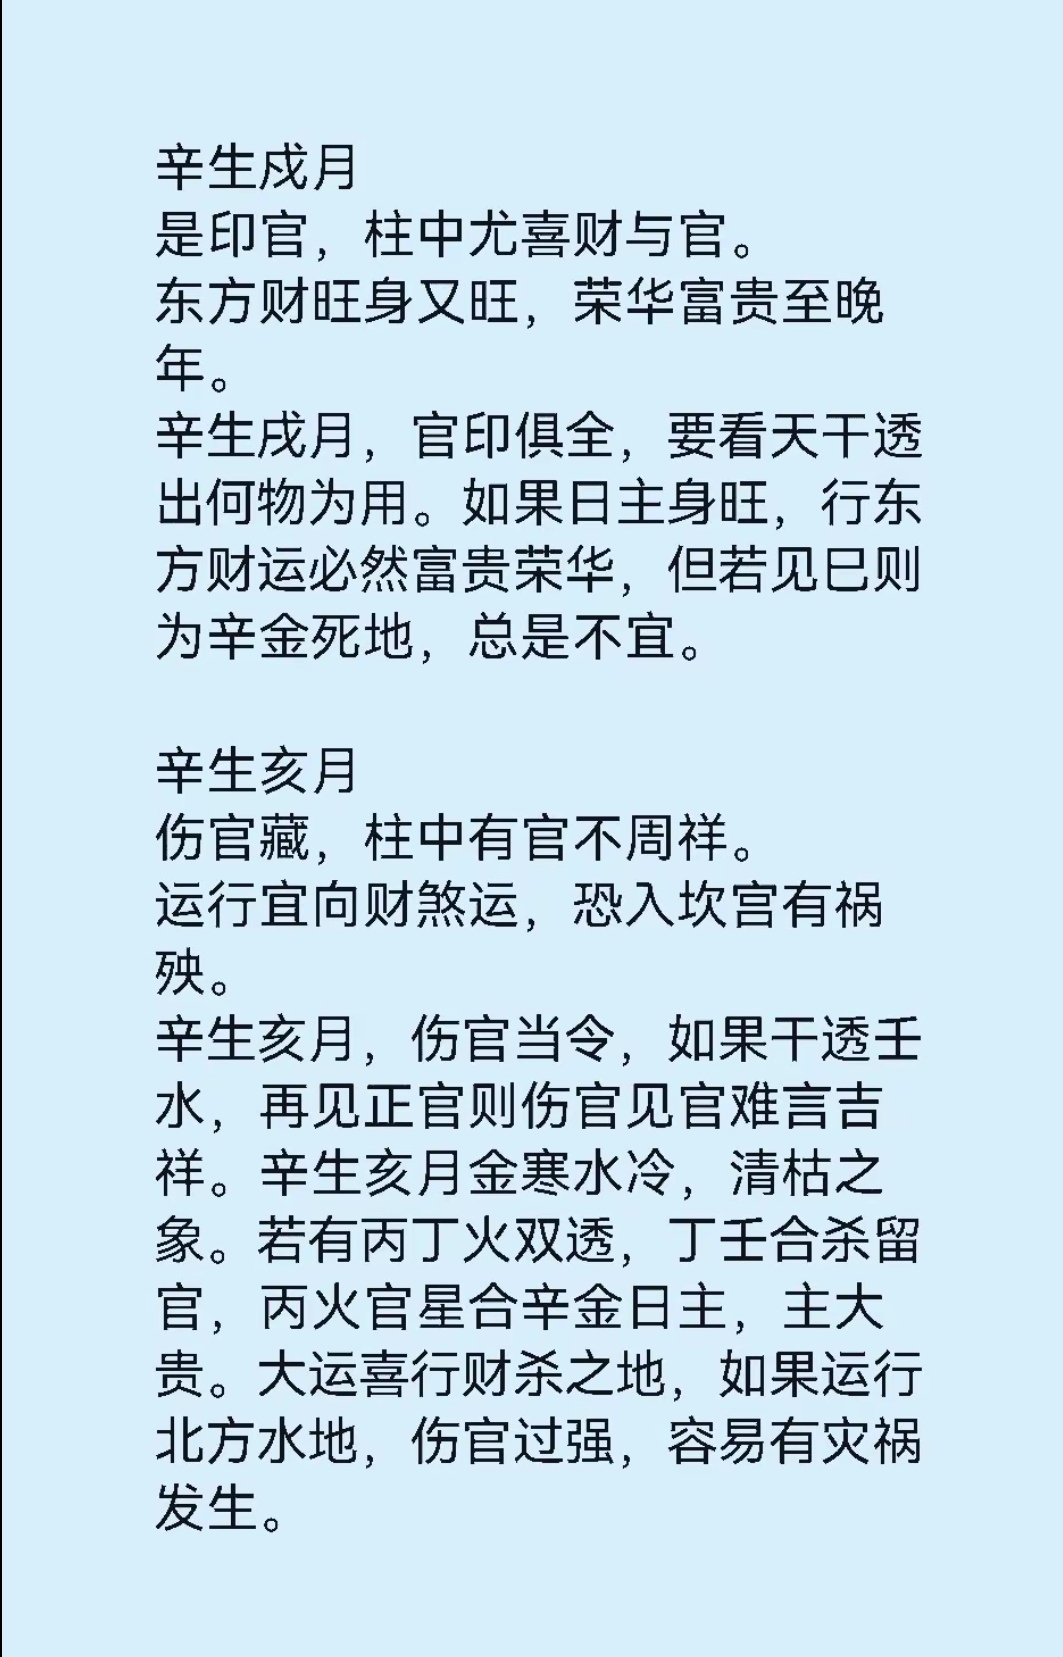 辛生戌月
是印官，柱中尤喜财与官。
东方财旺身又旺，荣华富贵至晚
年。
辛生戌月，官印俱全，要看天干透
出何物为用。如果日主身旺，行东
方财运必然富贵荣华，但若见巳则
为辛金死地，总是不宜。
辛生亥月
伤官藏，柱中有官不周祥。
运行宜向财煞运，恐入坎宫有祸
殃。
辛生亥月，伤官当令，如果干透壬
水，再见正官则伤官见官难言吉
祥。辛生亥月金寒水冷，清枯之
象。若有丙丁火双透，丁壬合杀留
官，丙火官星合辛金日主，主大
贵。大运喜行财杀之地，如果运行
北方水地，伤官过强，容易有灾祸
发生。